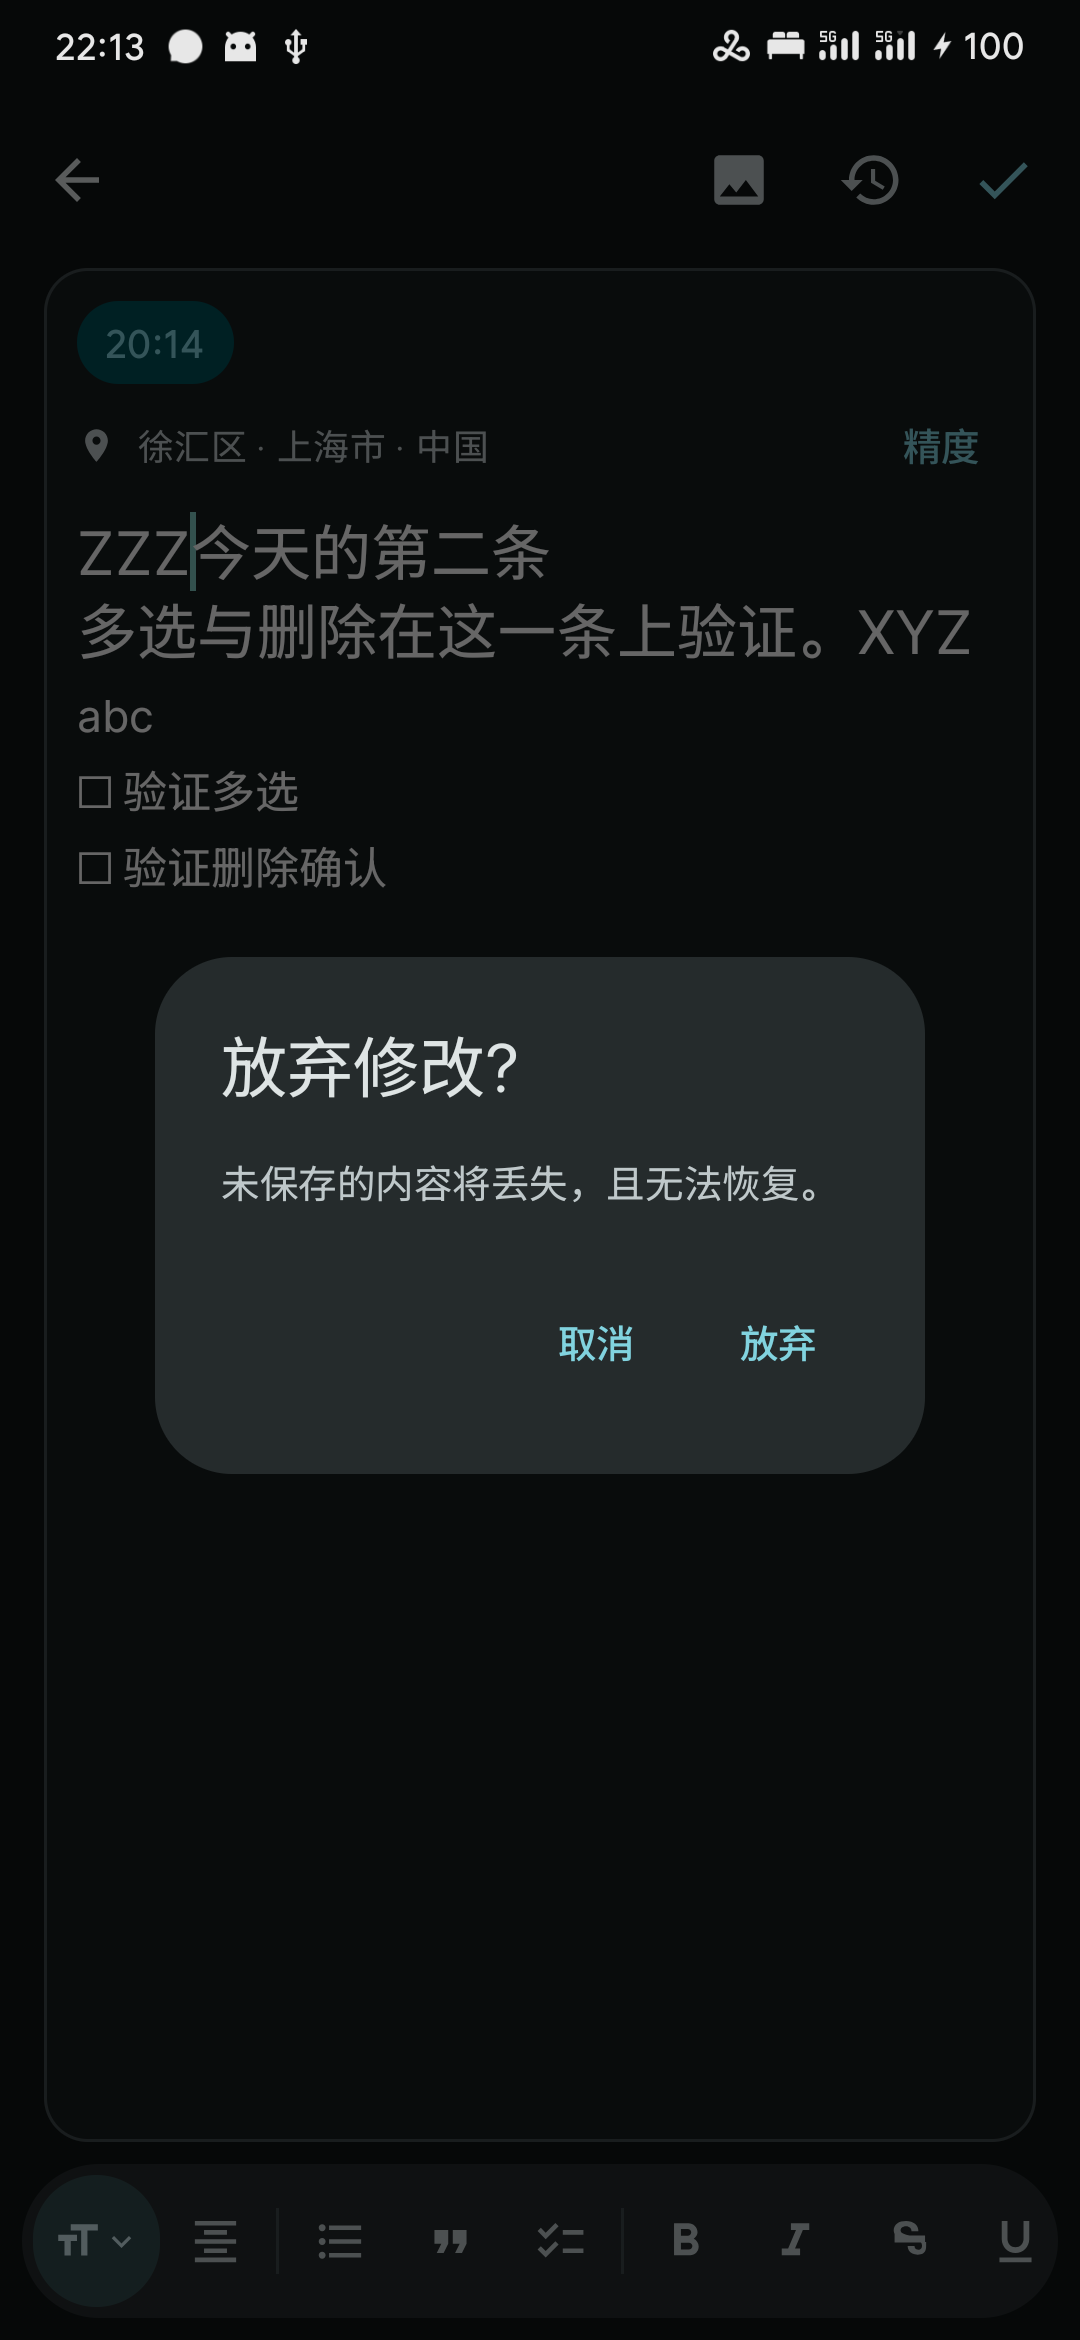 22:13
5G 5G 100
20:14
徐汇区 · 上海市 · 中国
精度
ZZZ今天的第二条
多选与删除在这一条上验证。XYZ
abc
验证多选
验证删除确认
放弃修改?
未保存的内容将丢失，且无法恢复。
取消 放弃
B I S U